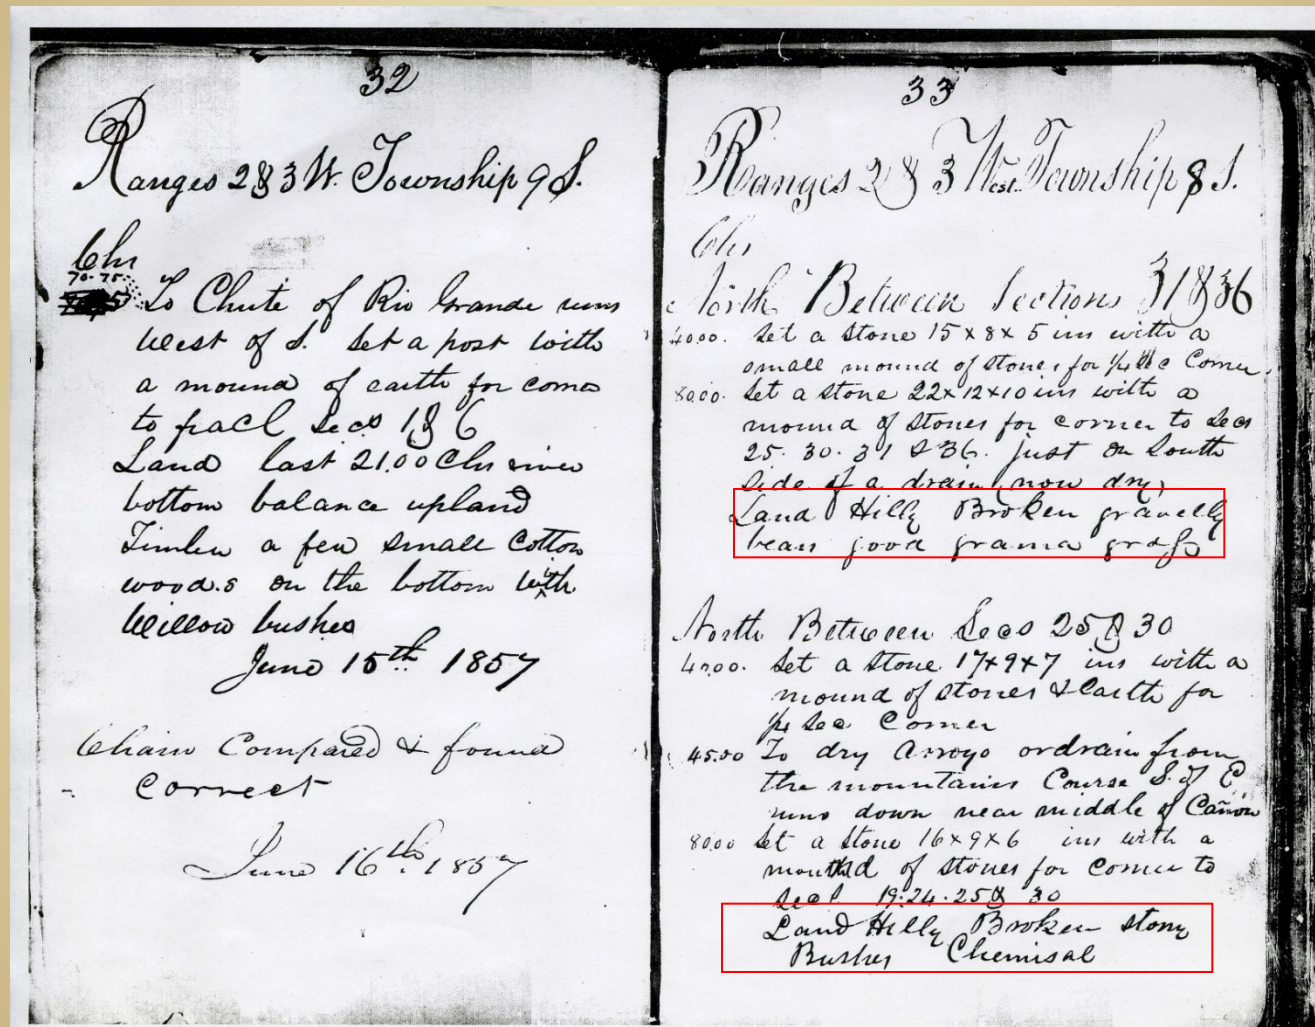 32
Ranges 2 & 3 W. Township 9 S.
Chs
70.75
To Chute of Rio Grande runs
West of S. Set a post with
a mound of earth for corner
to fracl Secs 1 & 6
Land last 21.00 Chs river
bottom balance upland
Timber a few small Cotton
woods on the bottom with
Willow bushes
June 15th 1857
Chain Compared & found
Correct
June 16th 1857
33
Ranges 2 & 3 West Township 8 S.
Chs
North Between Sections 31 & 36
40.00. Set a Stone 15 x 8 x 5 ins with a
small mound of stones for 1/4 Sec Corner.
80.00. Set a Stone 22 x 12 x 10 ins with a
mound of stones for corner to Secs
25. 30. 31 & 36. just on South
side of a drain (now dry)
Land Hilly Broken gravelly
bears good grama grass
North Between Secs 25 & 30
40.00. Set a Stone 17 x 9 x 7 ins with a
mound of stones & Earth for
1/4 Sec Corner
45.00 To dry Arroyo or drain from
the mountains Course S. of E
runs down near middle of Cañon
80.00 Set a Stone 16 x 9 x 6 ins with a
mound of stones for Corner to
Secs 19. 24. 25 & 30
Land Hilly Broken stony
Bushes Chemisal